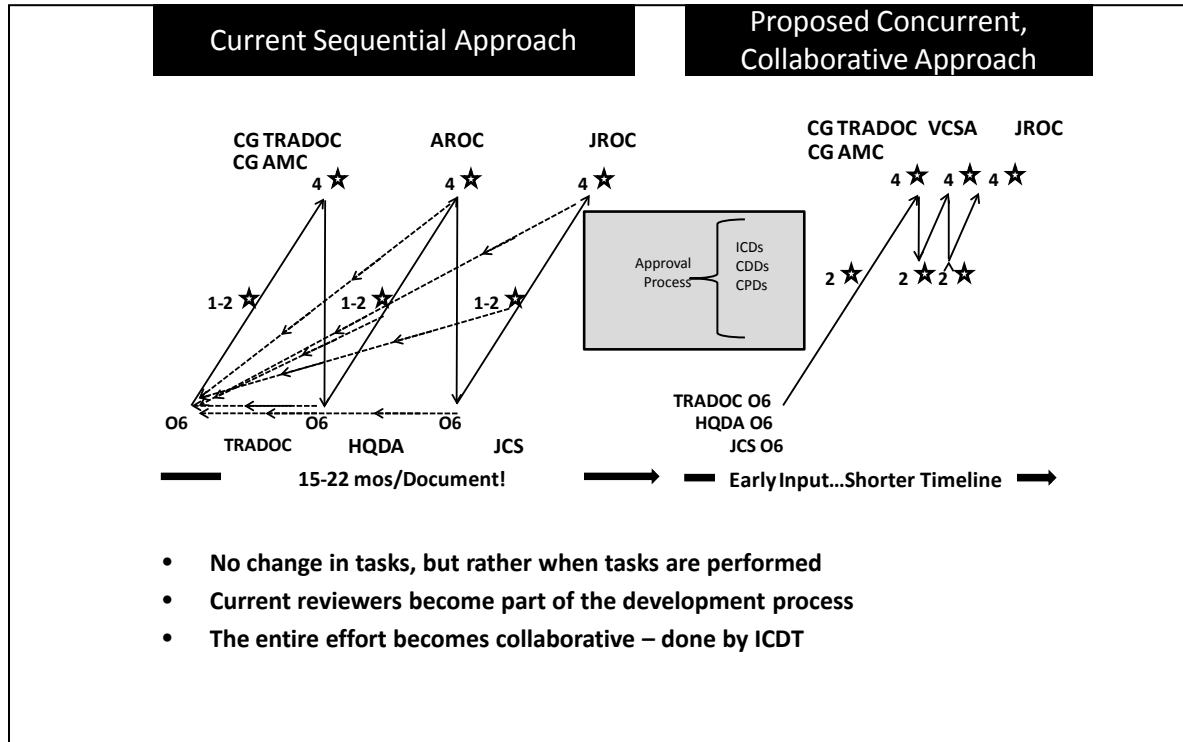 Current Sequential Approach
Proposed Concurrent,
Collaborative Approach
CG TRADOC
CG AMC
AROC
JROC
4
4
4
1-2
1-2
1-2
O6
O6
O6
TRADOC
HQDA
JCS
15-22 mos/Document!
Approval
Process
ICDs
CDDs
CPDs
CG TRADOC VCSA JROC
CG AMC
4
4
4
2
2
2
TRADOC O6
HQDA O6
JCS O6
Early Input...Shorter Timeline
• No change in tasks, but rather when tasks are performed
• Current reviewers become part of the development process
• The entire effort becomes collaborative – done by ICDT